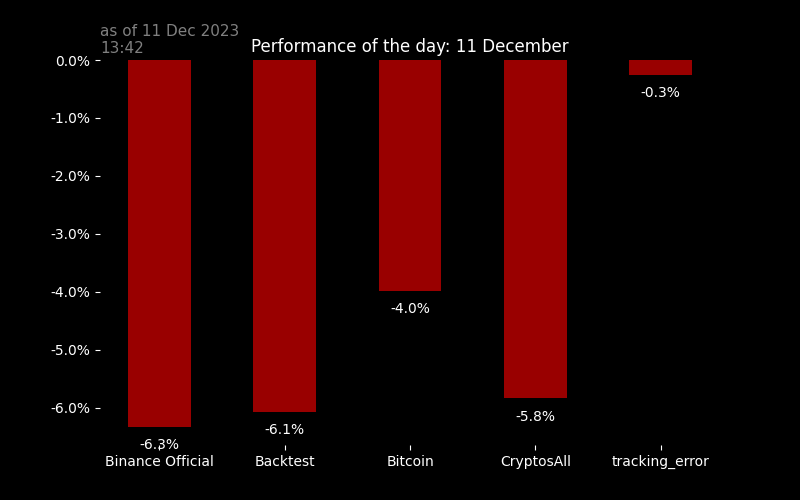 as of 11 Dec 2023
13:42
Performance of the day: 11 December
0.0%
-1.0%
-2.0%
-3.0%
-4.0%
-5.0%
-6.0%
-6.3%
-6.1%
-4.0%
-5.8%
-0.3%
Binance Official
Backtest
Bitcoin
CryptosAll
tracking_error